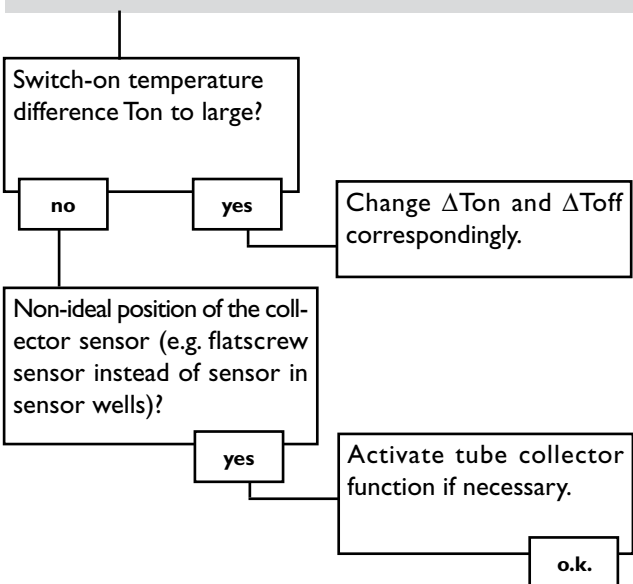 Switch-on temperature
difference Ton to large?
no
yes
Change ΔTon and ΔToff
correspondingly.
Non-ideal position of the coll-
ector sensor (e.g. flatscrew
sensor instead of sensor in
sensor wells)?
yes
Activate tube collector
function if necessary.
o.k.